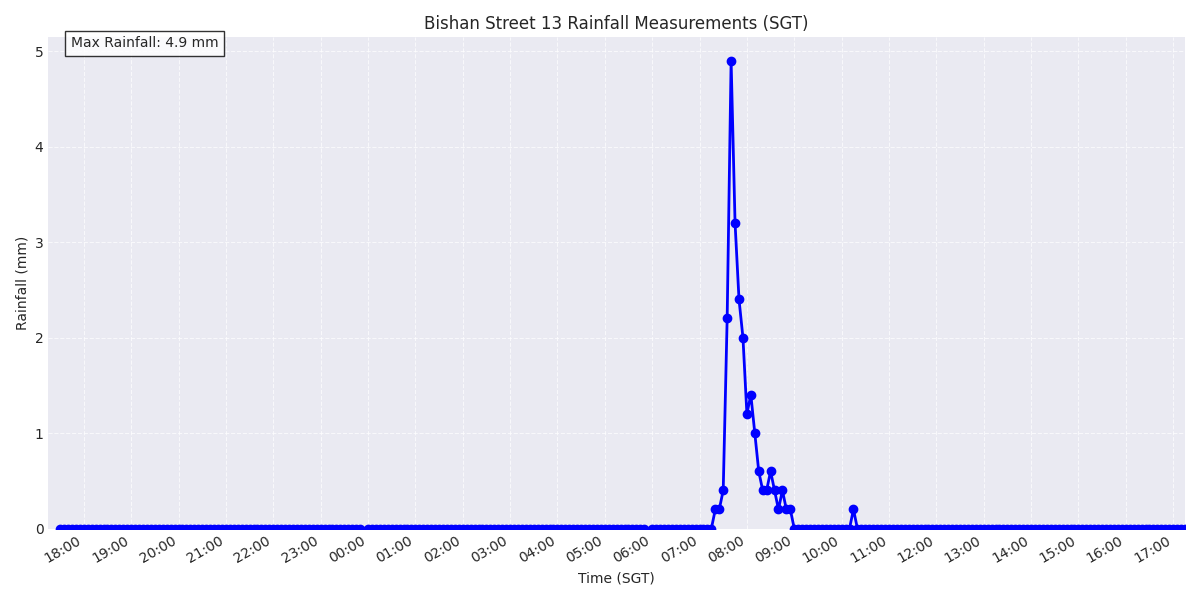 Bishan Street 13 Rainfall Measurements (SGT)
Max Rainfall: 4.9 mm
5
4
3
2
1
0
Rainfall (mm)
18:00 19:00 20:00 21:00 22:00 23:00 00:00 01:00 02:00 03:00 04:00 05:00 06:00 07:00 08:00 09:00 10:00 11:00 12:00 13:00 14:00 15:00 16:00 17:00
Time (SGT)